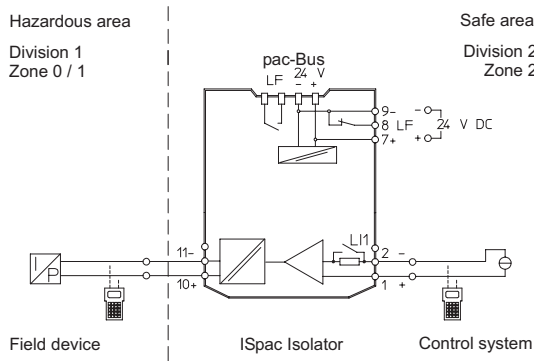 Hazardous area
Safe area
Division 1
Zone 0 / 1
Division 2
Zone 2
pac-Bus
LF 24 V
- +
9-
8 LF
7+
-
+
24 V DC
LI1
11-
10+
2 -
1 +
I
P
Field device
ISpac Isolator
Control system